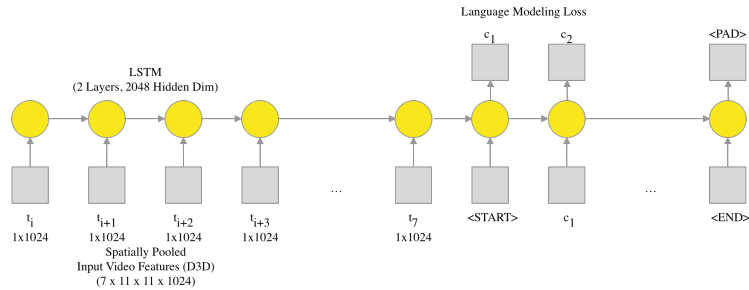 Language Modeling Loss
c1 c2 <PAD>
LSTM
(2 Layers, 2048 Hidden Dim)
... ...
ti ti+1 ti+2 ti+3 t7 <START> c1 <END>
1x1024 1x1024 1x1024 1x1024 1x1024
Spatially Pooled
Input Video Features (D3D)
(7 x 11 x 11 x 1024)